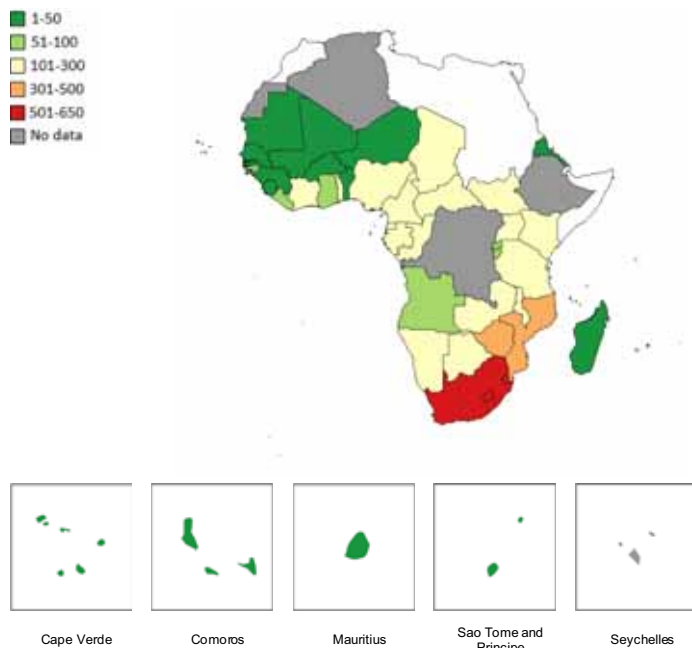 1-50
51-100
101-300
301-500
501-650
No data
Cape Verde
Comoros
Mauritius
Sao Tome and
Principe
Seychelles